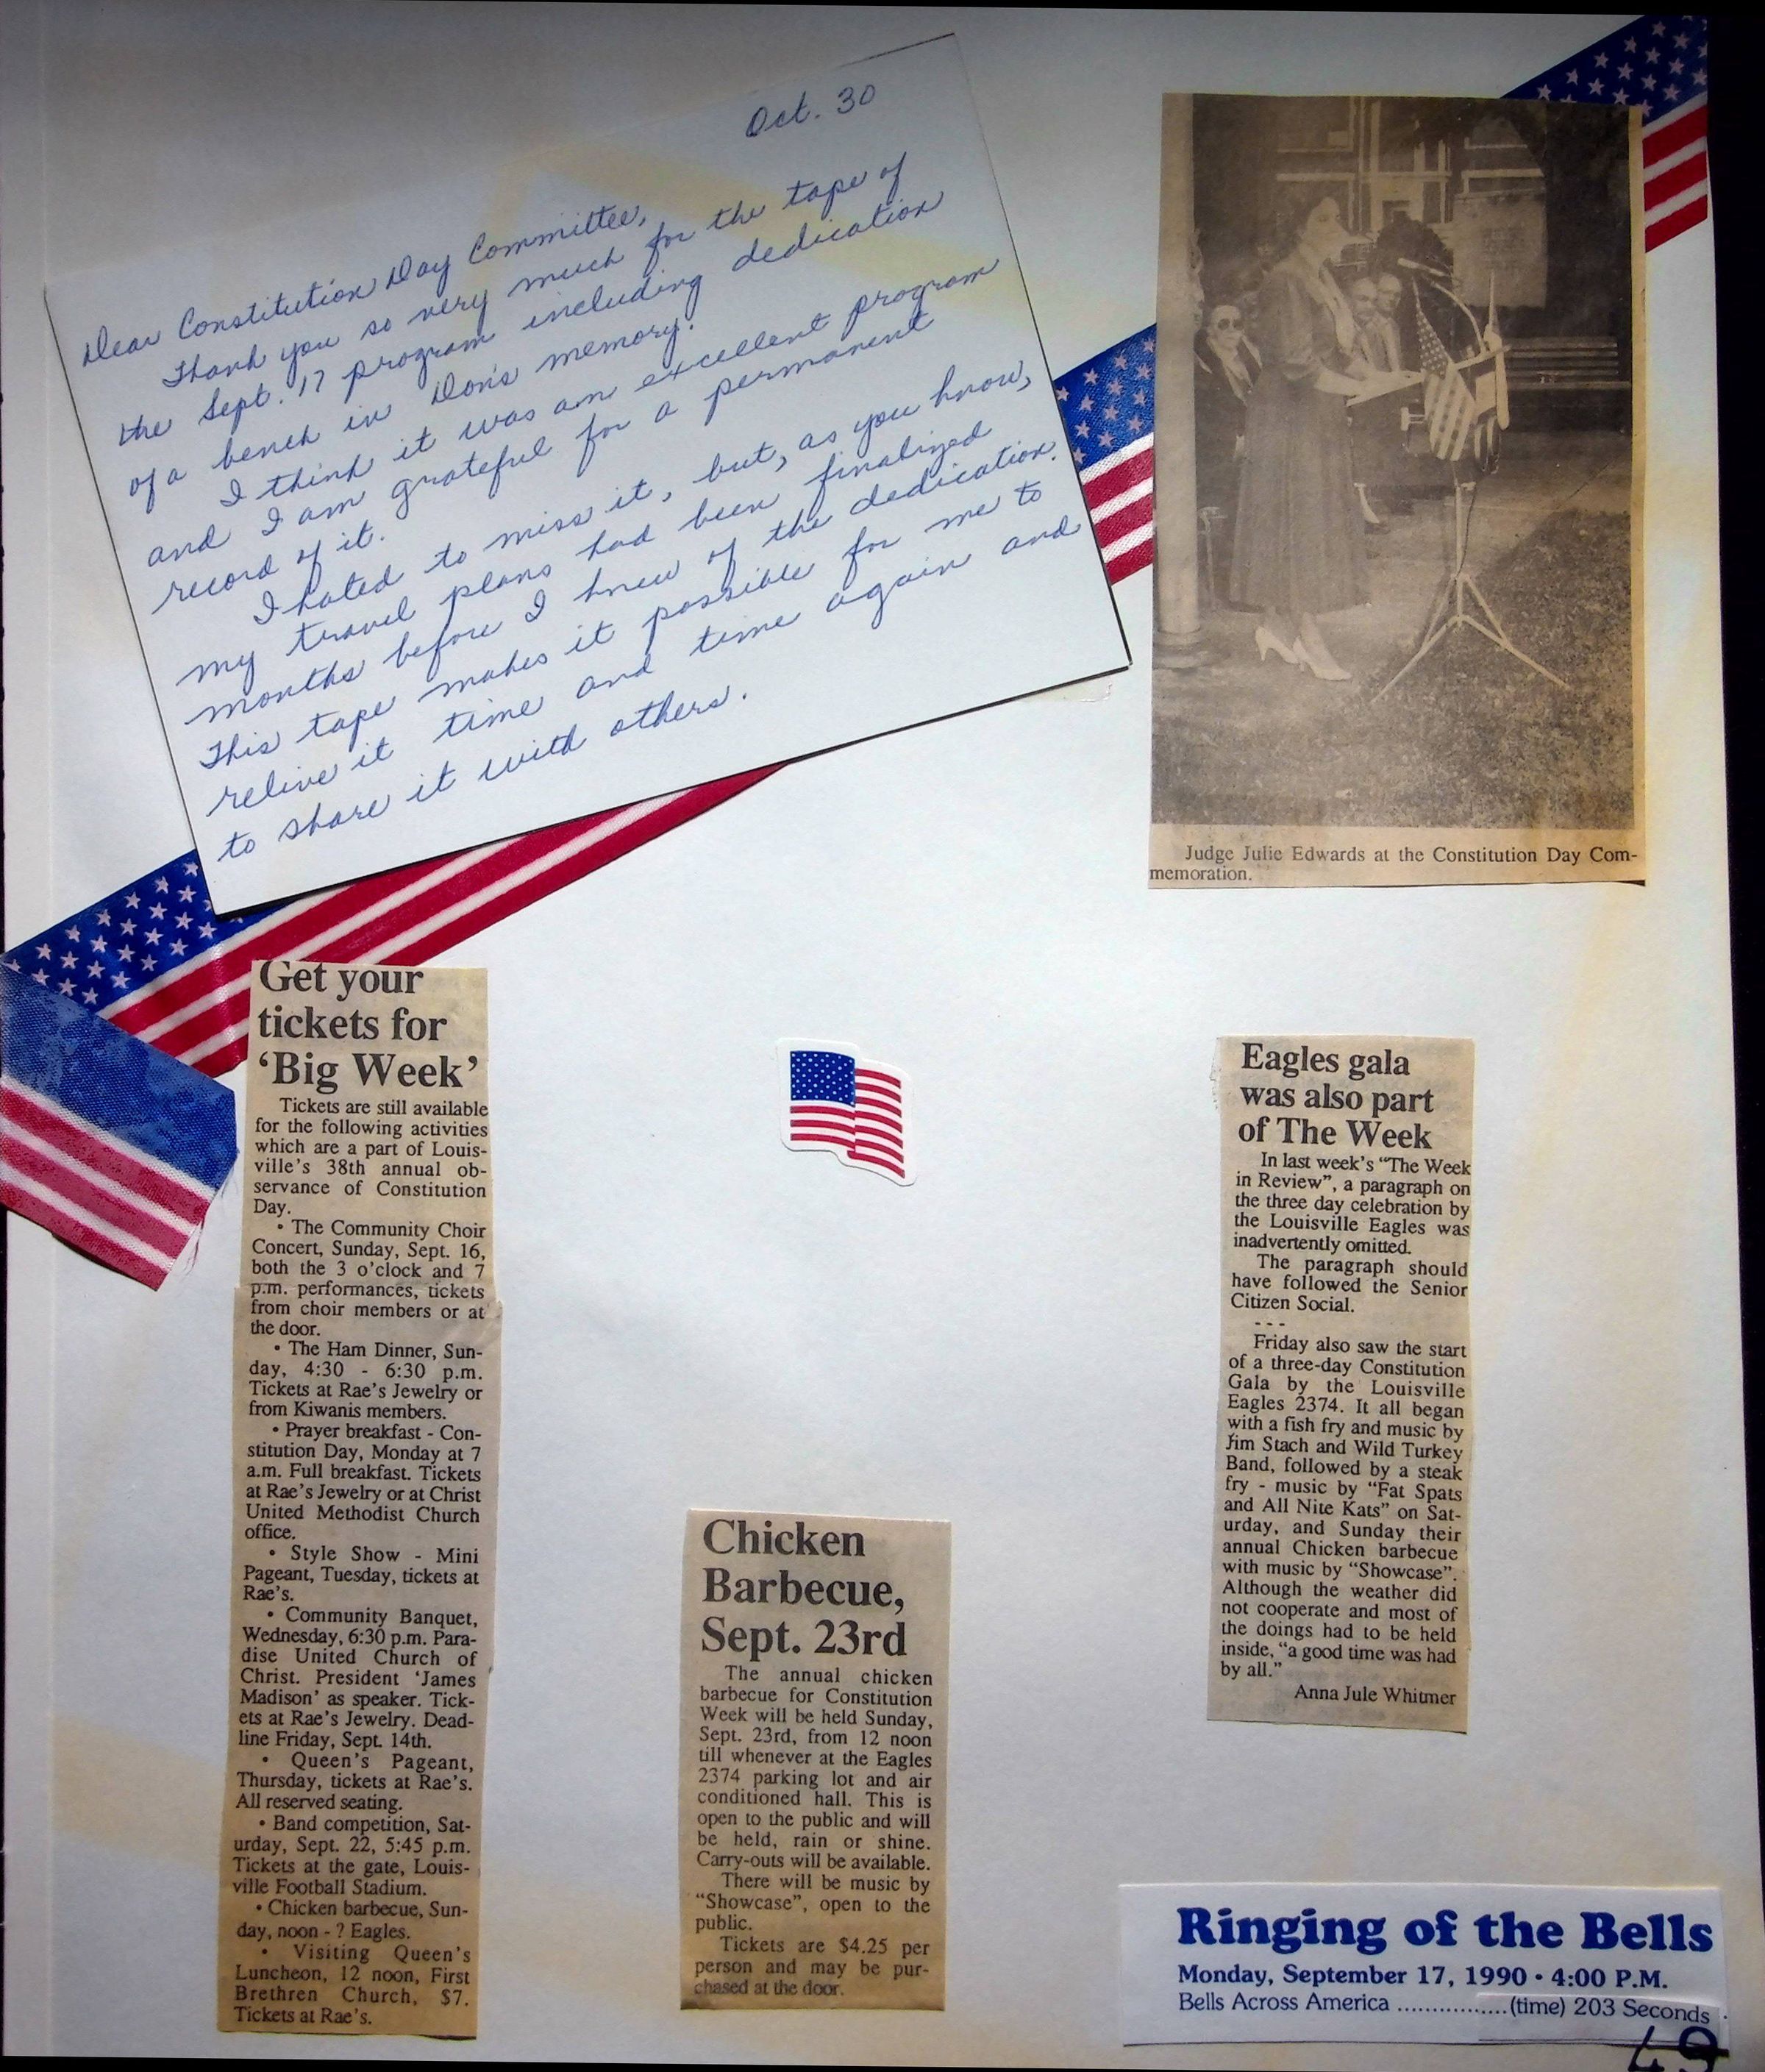 Oct. 30
Dear Constitution Day Committee,
Thank you so very much for the tape of
the Sept. 17 program including dedication
of a bench in Don's memory.
I think it was an excellent program
and I am grateful for a permanent
record of it.
I hated to miss it, but, as you know,
my travel plans had been finalized
months before I knew of the dedication.
This tape makes it possible for me to
relive it time and time again and
to share it with others.
Judge Julie Edwards at the Constitution Day Com-
memoration.
Get your
tickets for
‘Big Week’
Tickets are still available
for the following activities
which are a part of Louis-
ville's 38th annual ob-
servance of Constitution
Day.
• The Community Choir
Concert, Sunday, Sept. 16,
both the 3 o'clock and 7
p.m. performances, tickets
from choir members or at
the door.
• The Ham Dinner, Sun-
day, 4:30 - 6:30 p.m.
Tickets at Rae's Jewelry or
from Kiwanis members.
• Prayer breakfast - Con-
stitution Day, Monday at 7
a.m. Full breakfast. Tickets
at Rae's Jewelry or at Christ
United Methodist Church
office.
• Style Show - Mini
Pageant, Tuesday, tickets at
Rae's.
• Community Banquet,
Wednesday, 6:30 p.m. Para-
dise United Church of
Christ. President ‘James
Madison’ as speaker. Tick-
ets at Rae's Jewelry. Dead-
line Friday, Sept. 14th.
• Queen's Pageant,
Thursday, tickets at Rae's.
All reserved seating.
• Band competition, Sat-
urday, Sept. 22, 5:45 p.m.
Tickets at the gate, Louis-
ville Football Stadium.
• Chicken barbecue, Sun-
day, noon - ? Eagles.
• Visiting Queen's
Luncheon, 12 noon, First
Brethren Church, $7.
Tickets at Rae's.
Chicken
Barbecue,
Sept. 23rd
The annual chicken
barbecue for Constitution
Week will be held Sunday,
Sept. 23rd, from 12 noon
till whenever at the Eagles
2374 parking lot and air
conditioned hall. This is
open to the public and will
be held, rain or shine.
Carry-outs will be available.
There will be music by
“Showcase”, open to the
public.
Tickets are $4.25 per
person and may be pur-
chased at the door.
Eagles gala
was also part
of The Week
In last week's “The Week
in Review”, a paragraph on
the three day celebration by
the Louisville Eagles was
inadvertently omitted.
The paragraph should
have followed the Senior
Citizen Social.
- - -
Friday also saw the start
of a three-day Constitution
Gala by the Louisville
Eagles 2374. It all began
with a fish fry and music by
Jim Stach and Wild Turkey
Band, followed by a steak
fry - music by “Fat Spats
and All Nite Kats” on Sat-
urday, and Sunday their
annual Chicken barbecue
with music by “Showcase”.
Although the weather did
not cooperate and most of
the doings had to be held
inside, “a good time was had
by all.”
Anna Jule Whitmer
Ringing of the Bells
Monday, September 17, 1990 • 4:00 P.M.
Bells Across America ................(time) 203 Seconds
49